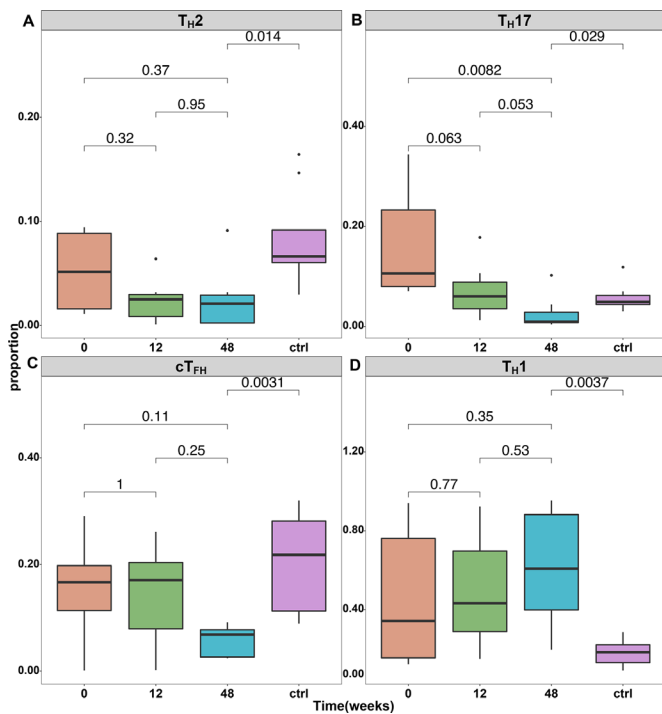 A
T_H2
B
T_H17
0.014
0.37
0.95
0.32
0.20
0.10
0.00
0
12
48
ctrl
0.029
0.0082
0.053
0.063
0.40
0.20
0.00
0
12
48
ctrl
proportion
C
cT_FH
D
T_H1
0.0031
0.11
0.25
1
0.40
0.20
0.00
0
12
48
ctrl
0.0037
0.35
0.53
0.77
1.20
0.80
0.40
0.00
0
12
48
ctrl
Time(weeks)